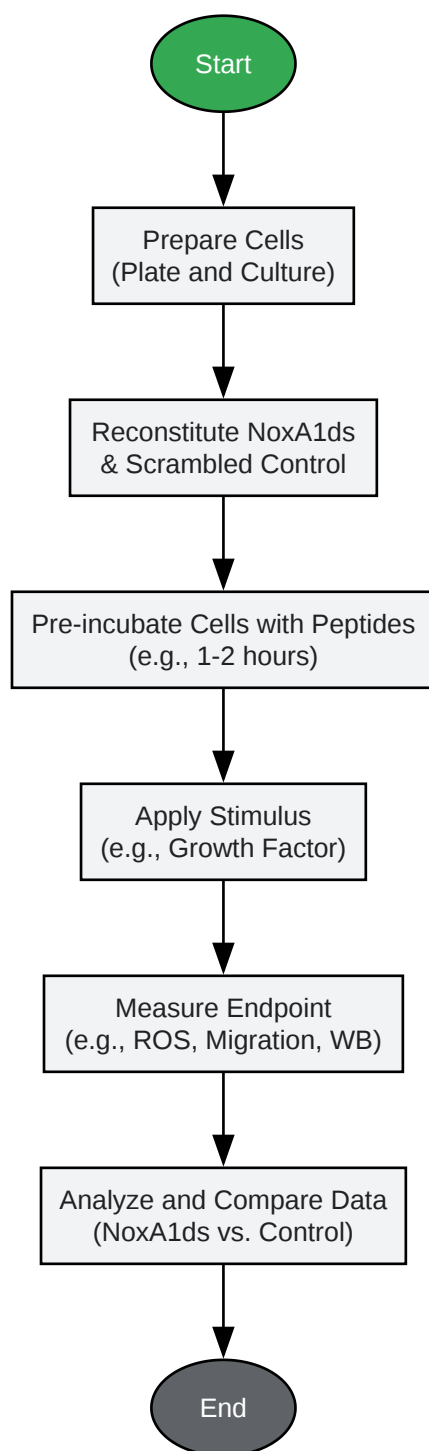 Start
Prepare Cells
(Plate and Culture)
Reconstitute NoxA1ds
& Scrambled Control
Pre-incubate Cells with Peptides
(e.g., 1-2 hours)
Apply Stimulus
(e.g., Growth Factor)
Measure Endpoint
(e.g., ROS, Migration, WB)
Analyze and Compare Data
(NoxA1ds vs. Control)
End